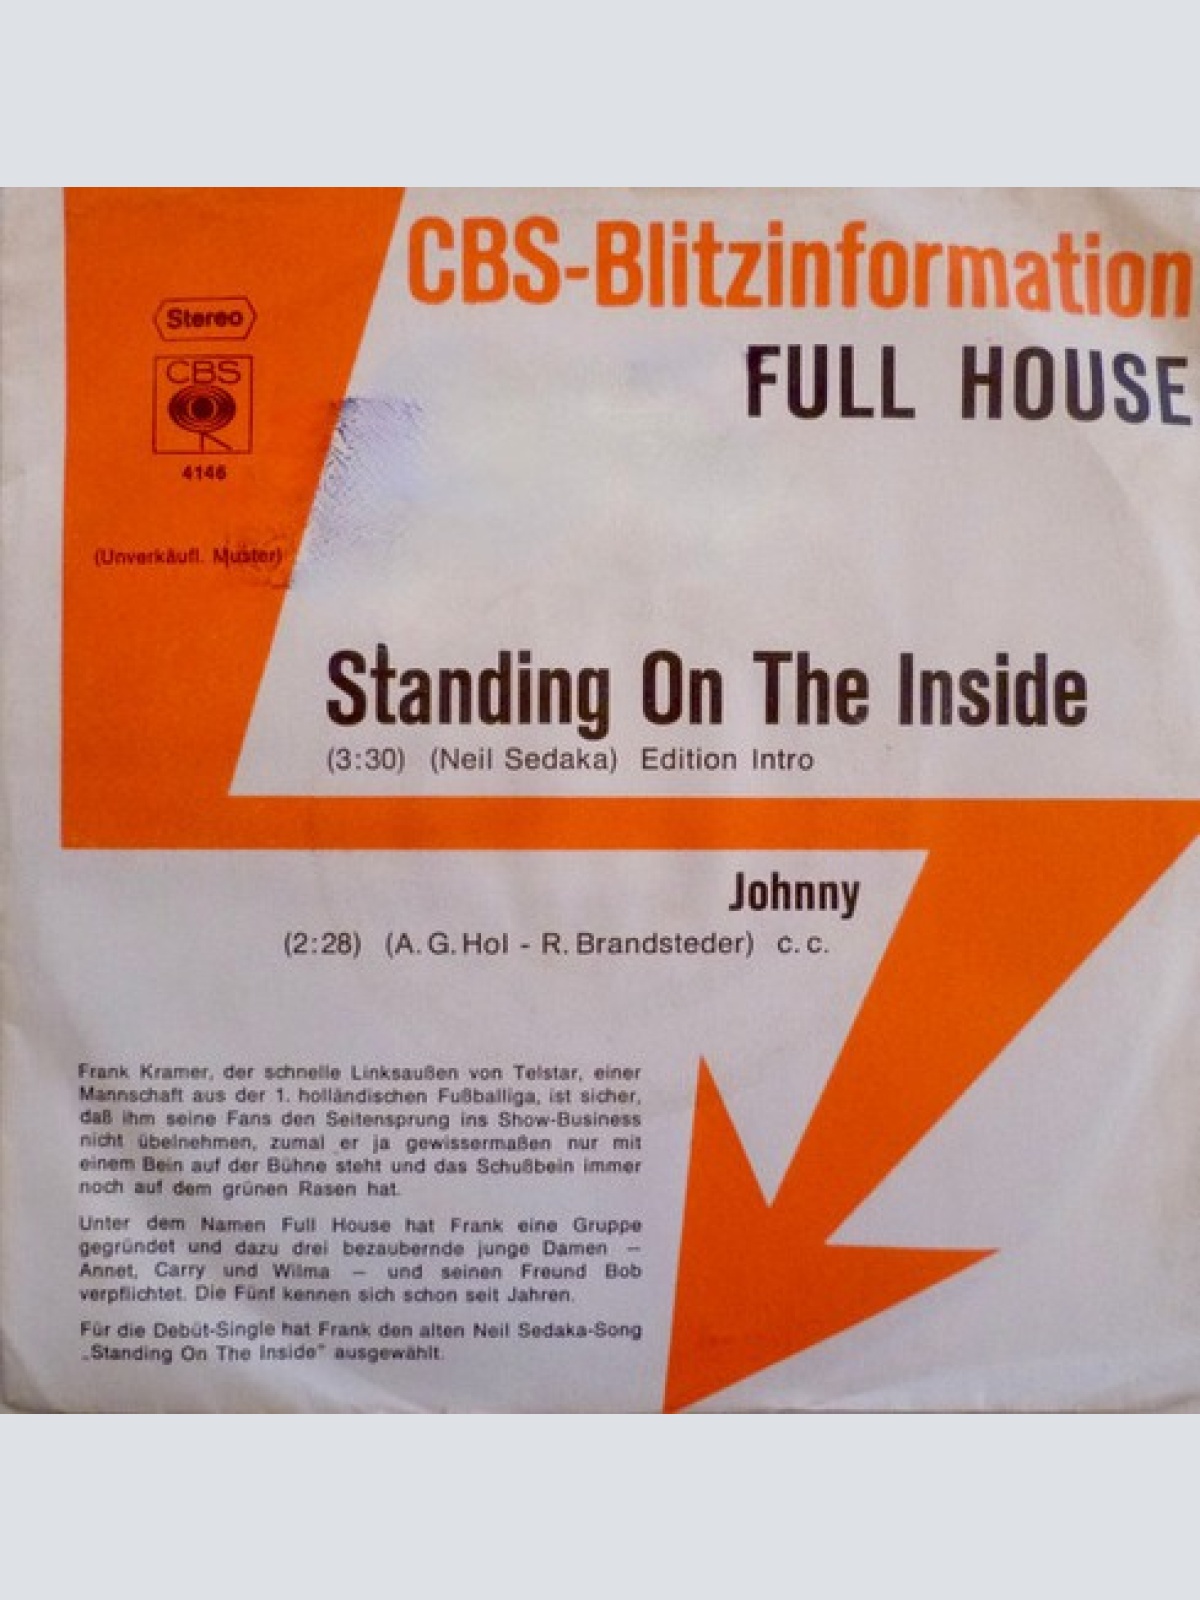 CBS-Blitzinformation
FULL HOUSE
Stereo
CBS
4146
(Unverkäufl. Muster)
Standing On The Inside
(3:30) (Neil Sedaka) Edition Intro
Johnny
(2:28) (A. G. Hol - R. Brandsteder) c. c.
Frank Kramer, der schnelle Linksaußen von Telstar, einer
Mannschaft aus der 1. holländischen Fußballiga, ist sicher,
daß ihm seine Fans den Seitensprung ins Show-Business
nicht übelnehmen, zumal er ja gewissermaßen nur mit
einem Bein auf der Bühne steht und das Schußbein immer
noch auf dem grünen Rasen hat.
Unter dem Namen Full House hat Frank eine Gruppe
gegründet und dazu drei bezaubernde junge Damen —
Annet, Carry und Wilma — und seinen Freund Bob
verpflichtet. Die Fünf kennen sich schon seit Jahren.
Für die Debüt-Single hat Frank den alten Neil Sedaka-Song
„Standing On The Inside" ausgewählt.